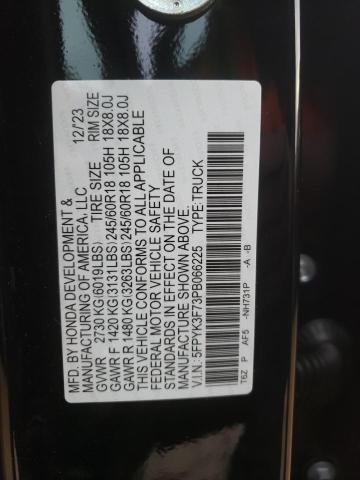 MFD. BY HONDA DEVELOPMENT & 12/'23
MANUFACTURING OF AMERICA, LLC
TIRE SIZE RIM SIZE
GVWR 2730 KG(6019LBS)
GAWR F 1420 KG(3131LBS)245/60R18 105H 18X8.0J
GAWR R 1480 KG(3263LBS)245/60R18 105H 18X8.0J
THIS VEHICLE CONFORMS TO ALL APPLICABLE
FEDERAL MOTOR VEHICLE SAFETY
STANDARDS IN EFFECT ON THE DATE OF
MANUFACTURE SHOWN ABOVE.
V.I.N.: 5FPYK3F73PB066225 TYPE: TRUCK
T6Z P AF5 -NH731P -A -B